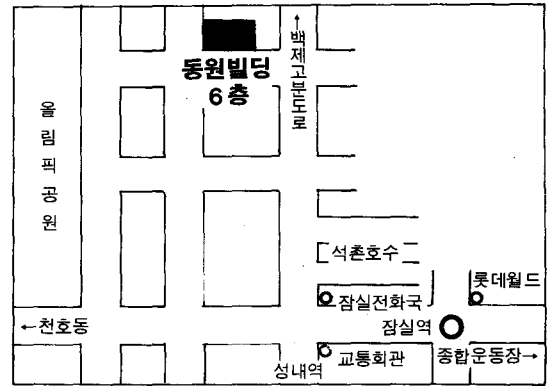 ↑백제고분도로
동원빌딩
6층
올림픽공원
석촌호수
롯데월드
잠실전화국
←천호동
잠실역
교통회관
종합운동장→
성내역